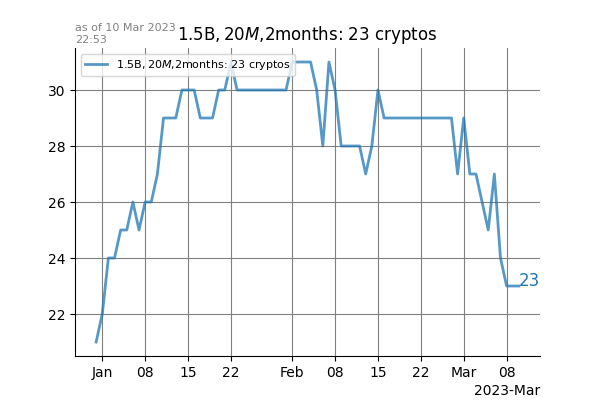 as of 10 Mar 2023
22:53
1.5B, 20M,2months: 23 cryptos
1.5B, 20M,2months: 23 cryptos
30
28
26
24
22
23
Jan 08 15 22 Feb 08 15 22 Mar 08
2023-Mar